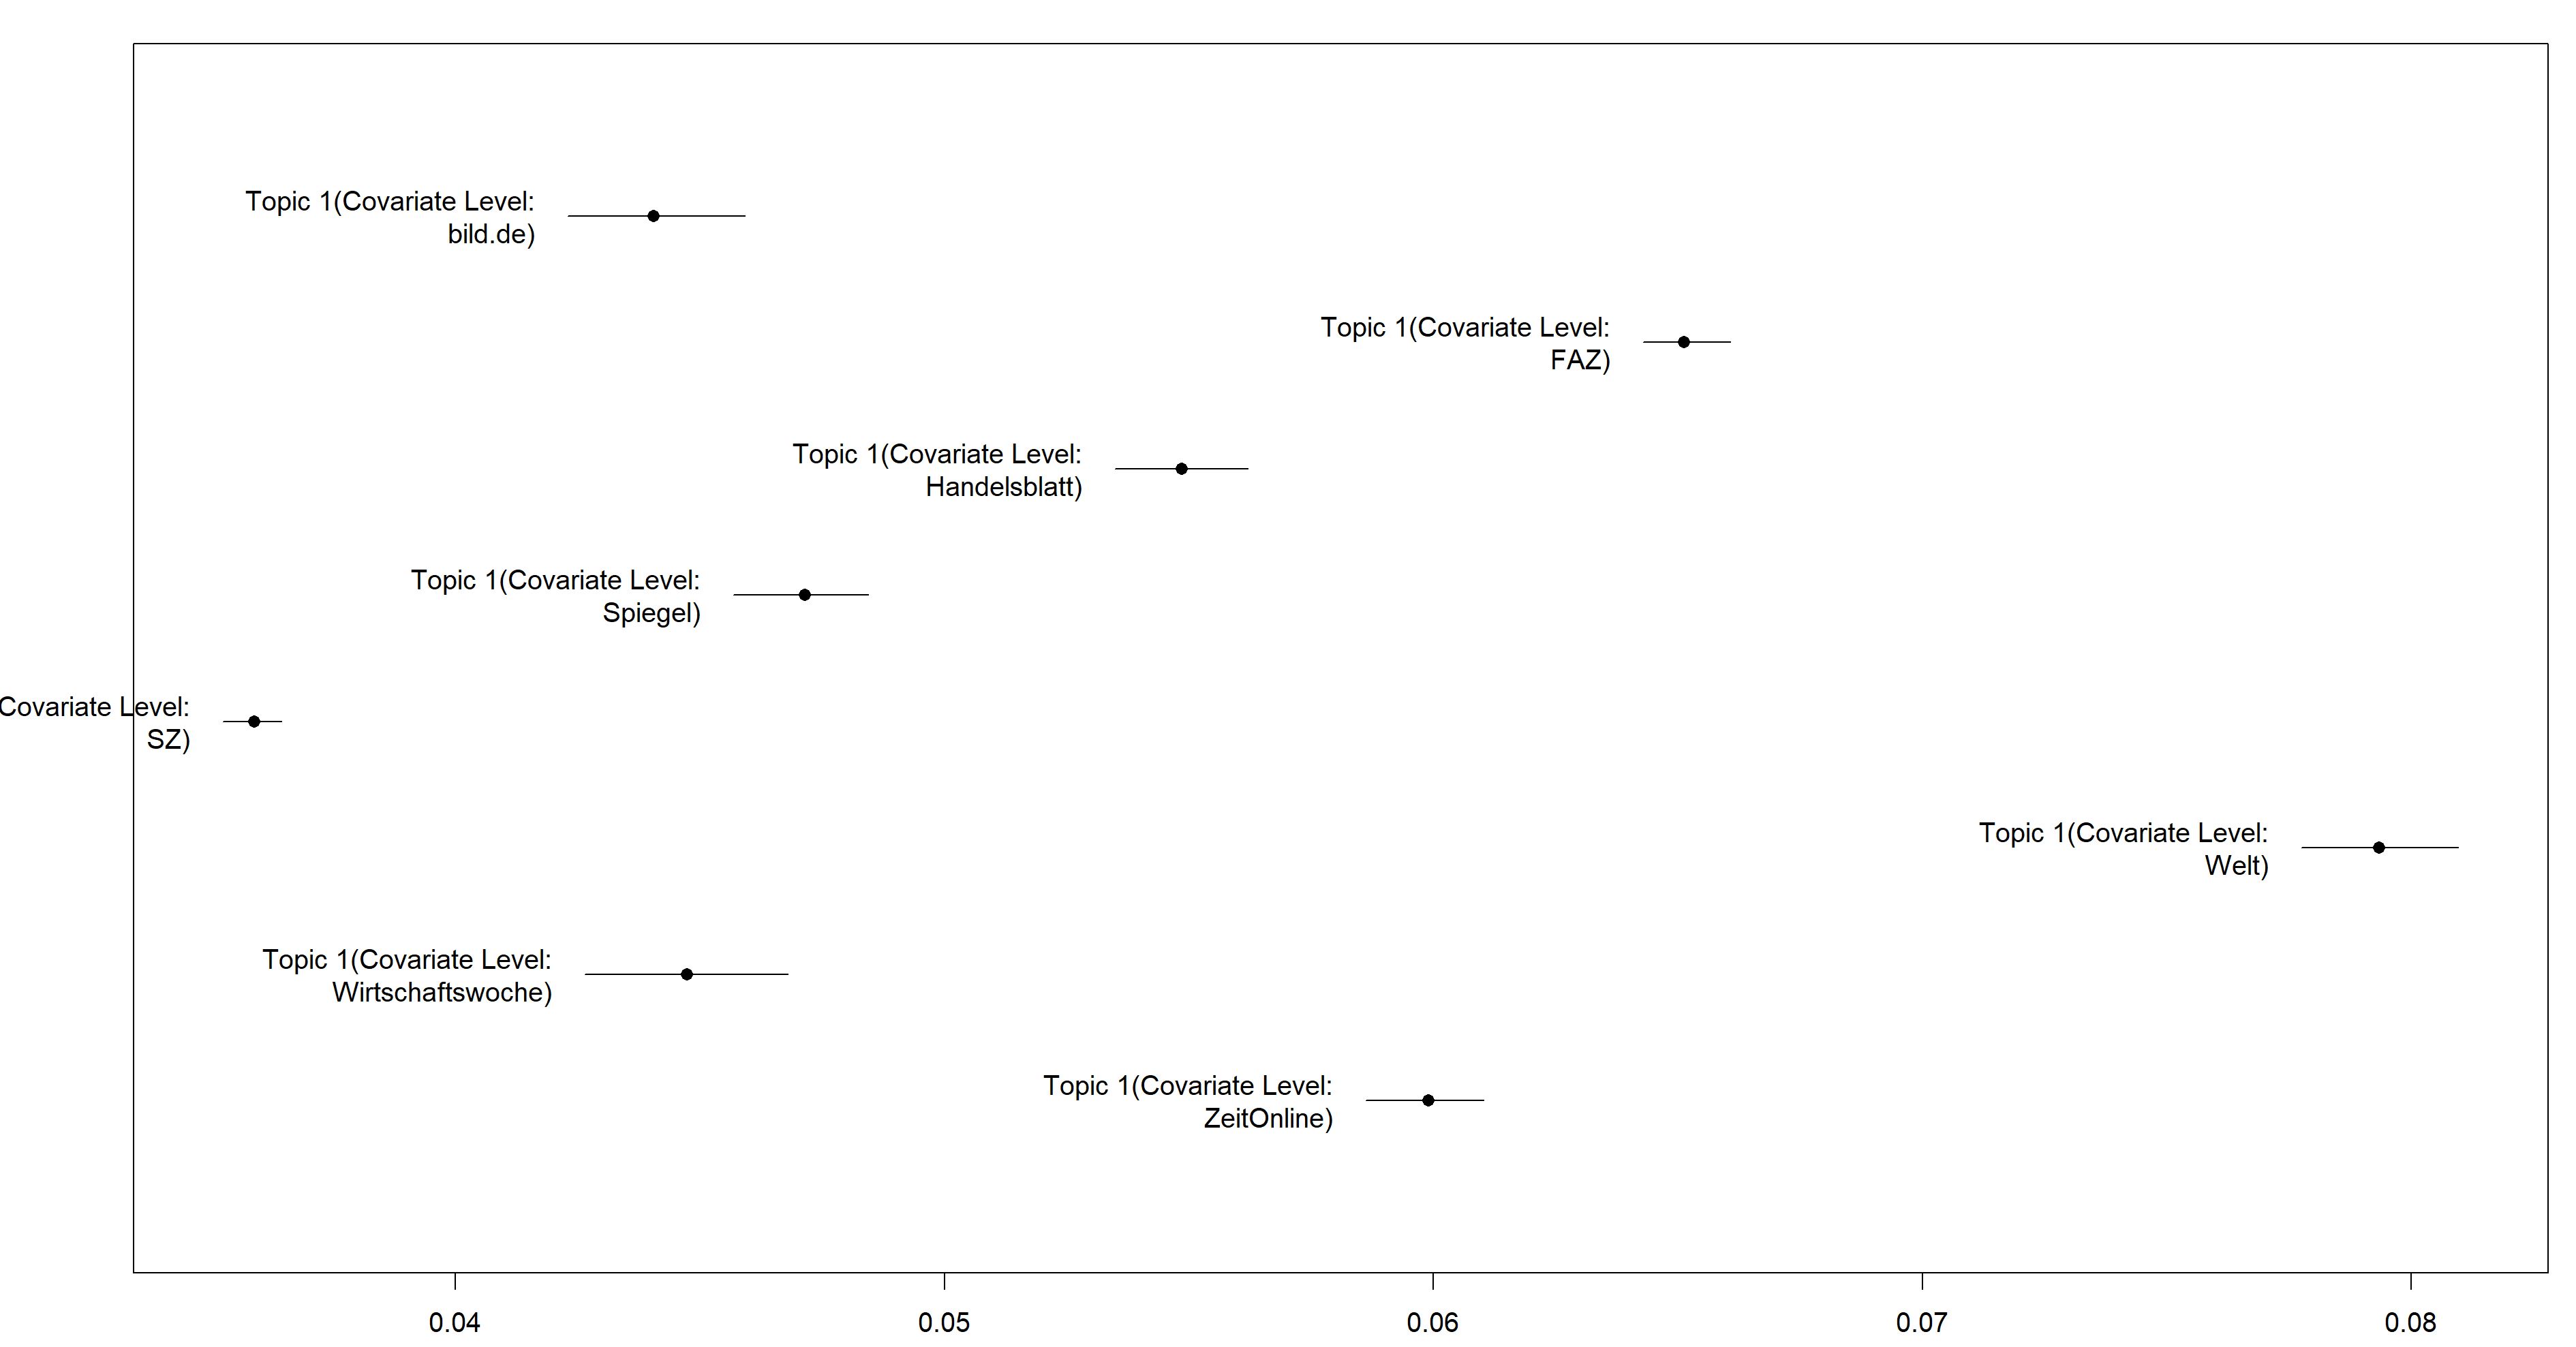 Topic 1(Covariate Level:
bild.de)
Topic 1(Covariate Level:
FAZ)
Topic 1(Covariate Level:
Handelsblatt)
Topic 1(Covariate Level:
Spiegel)
Covariate Level:
SZ)
Topic 1(Covariate Level:
Welt)
Topic 1(Covariate Level:
Wirtschaftswoche)
Topic 1(Covariate Level:
ZeitOnline)
0.04 0.05 0.06 0.07 0.08